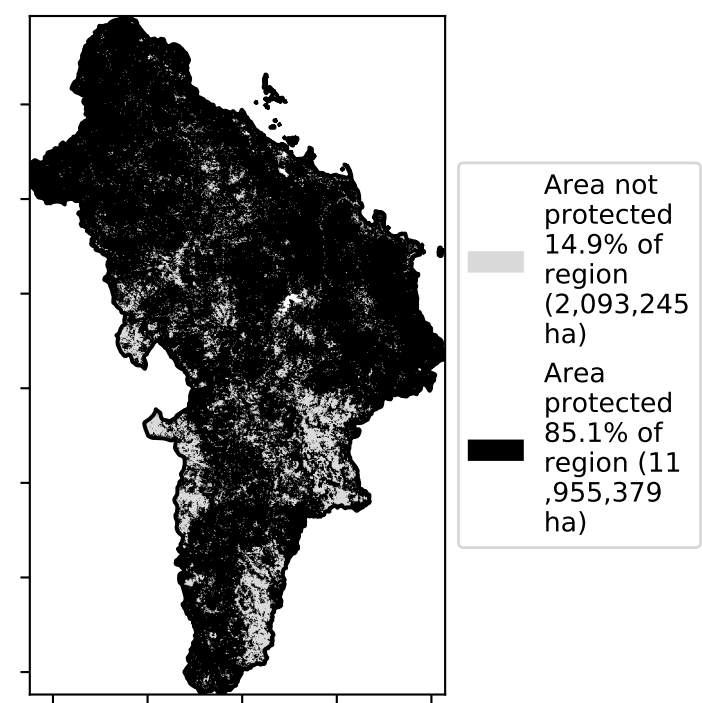 Area not
protected
14.9% of
region
(2,093,245
ha)
Area
protected
85.1% of
region (11
,955,379
ha)